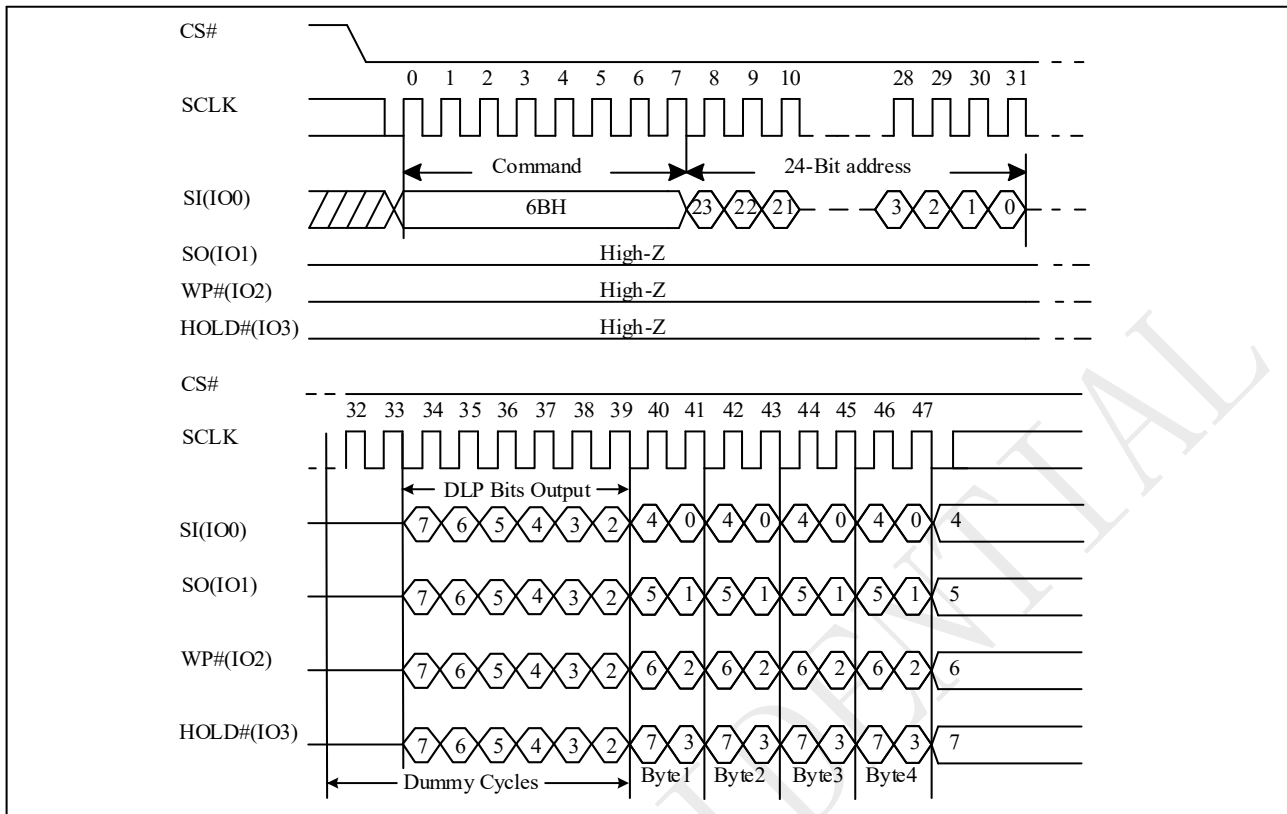 CS#
0 1 2 3 4 5 6 7 8 9 10 28 29 30 31
SCLK
Command 24-Bit address
SI(IO0) 6BH 23 22 21 3 2 1 0
SO(IO1) High-Z
WP#(IO2) High-Z
HOLD#(IO3) High-Z
CS#
32 33 34 35 36 37 38 39 40 41 42 43 44 45 46 47
SCLK
DLP Bits Output
SI(IO0) 7 6 5 4 3 2 4 0 4 0 4 0 4 0 4
SO(IO1) 7 6 5 4 3 2 5 1 5 1 5 1 5 1 5
WP#(IO2) 7 6 5 4 3 2 6 2 6 2 6 2 6 2 6
HOLD#(IO3) 7 6 5 4 3 2 7 3 7 3 7 3 7 3 7
Dummy Cycles Byte1 Byte2 Byte3 Byte4
IDENTIAL